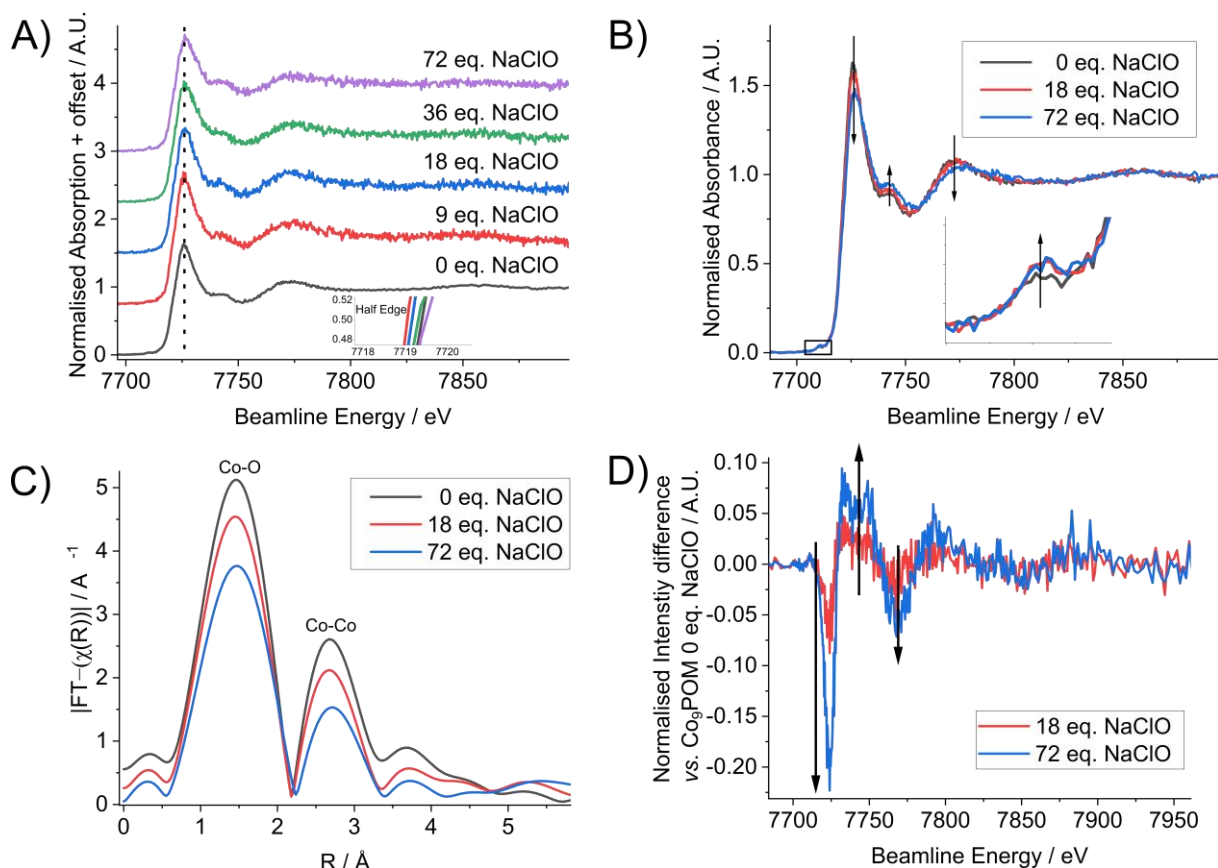 A)
Normalised Absorption + offset / A.U.
4
3
2
1
0
72 eq. NaClO
36 eq. NaClO
18 eq. NaClO
9 eq. NaClO
0 eq. NaClO
0.52
0.50
0.48
Half Edge
7718
7719
7720
7700
7750
7800
7850
Beamline Energy / eV
B)
Normalised Absorbance / A.U.
1.5
1.0
0.5
0.0
0 eq. NaClO
18 eq. NaClO
72 eq. NaClO
7700
7750
7800
7850
Beamline Energy / eV
C)
|FT−(χ(R))| / A⁻¹
5
4
3
2
1
0
Co-O
Co-Co
0 eq. NaClO
18 eq. NaClO
72 eq. NaClO
0
1
2
3
4
5
R / Å
D)
Normalised Intenstiy difference
vs. Co₉POM 0 eq. NaClO / A.U.
0.10
0.05
0.00
-0.05
-0.10
-0.15
-0.20
18 eq. NaClO
72 eq. NaClO
7700
7750
7800
7850
7900
7950
Beamline Energy / eV